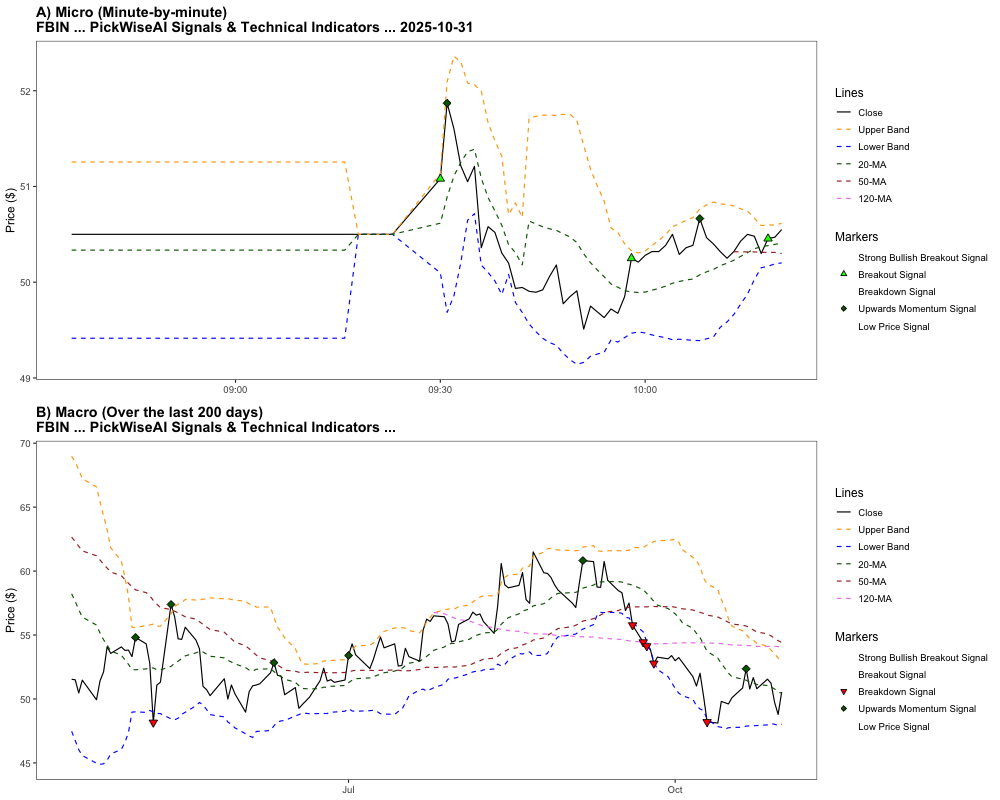 A) Micro (Minute-by-minute)
FBIN ... PickWiseAI Signals & Technical Indicators ... 2025-10-31
Price ($)
52
51
50
49
09:00
09:30
10:00
Lines
Close
Upper Band
Lower Band
20-MA
50-MA
120-MA
Markers
Strong Bullish Breakout Signal
Breakout Signal
Breakdown Signal
Upwards Momentum Signal
Low Price Signal
B) Macro (Over the last 200 days)
FBIN ... PickWiseAI Signals & Technical Indicators ...
Price ($)
70
65
60
55
50
45
Jul
Oct
Lines
Close
Upper Band
Lower Band
20-MA
50-MA
120-MA
Markers
Strong Bullish Breakout Signal
Breakout Signal
Breakdown Signal
Upwards Momentum Signal
Low Price Signal